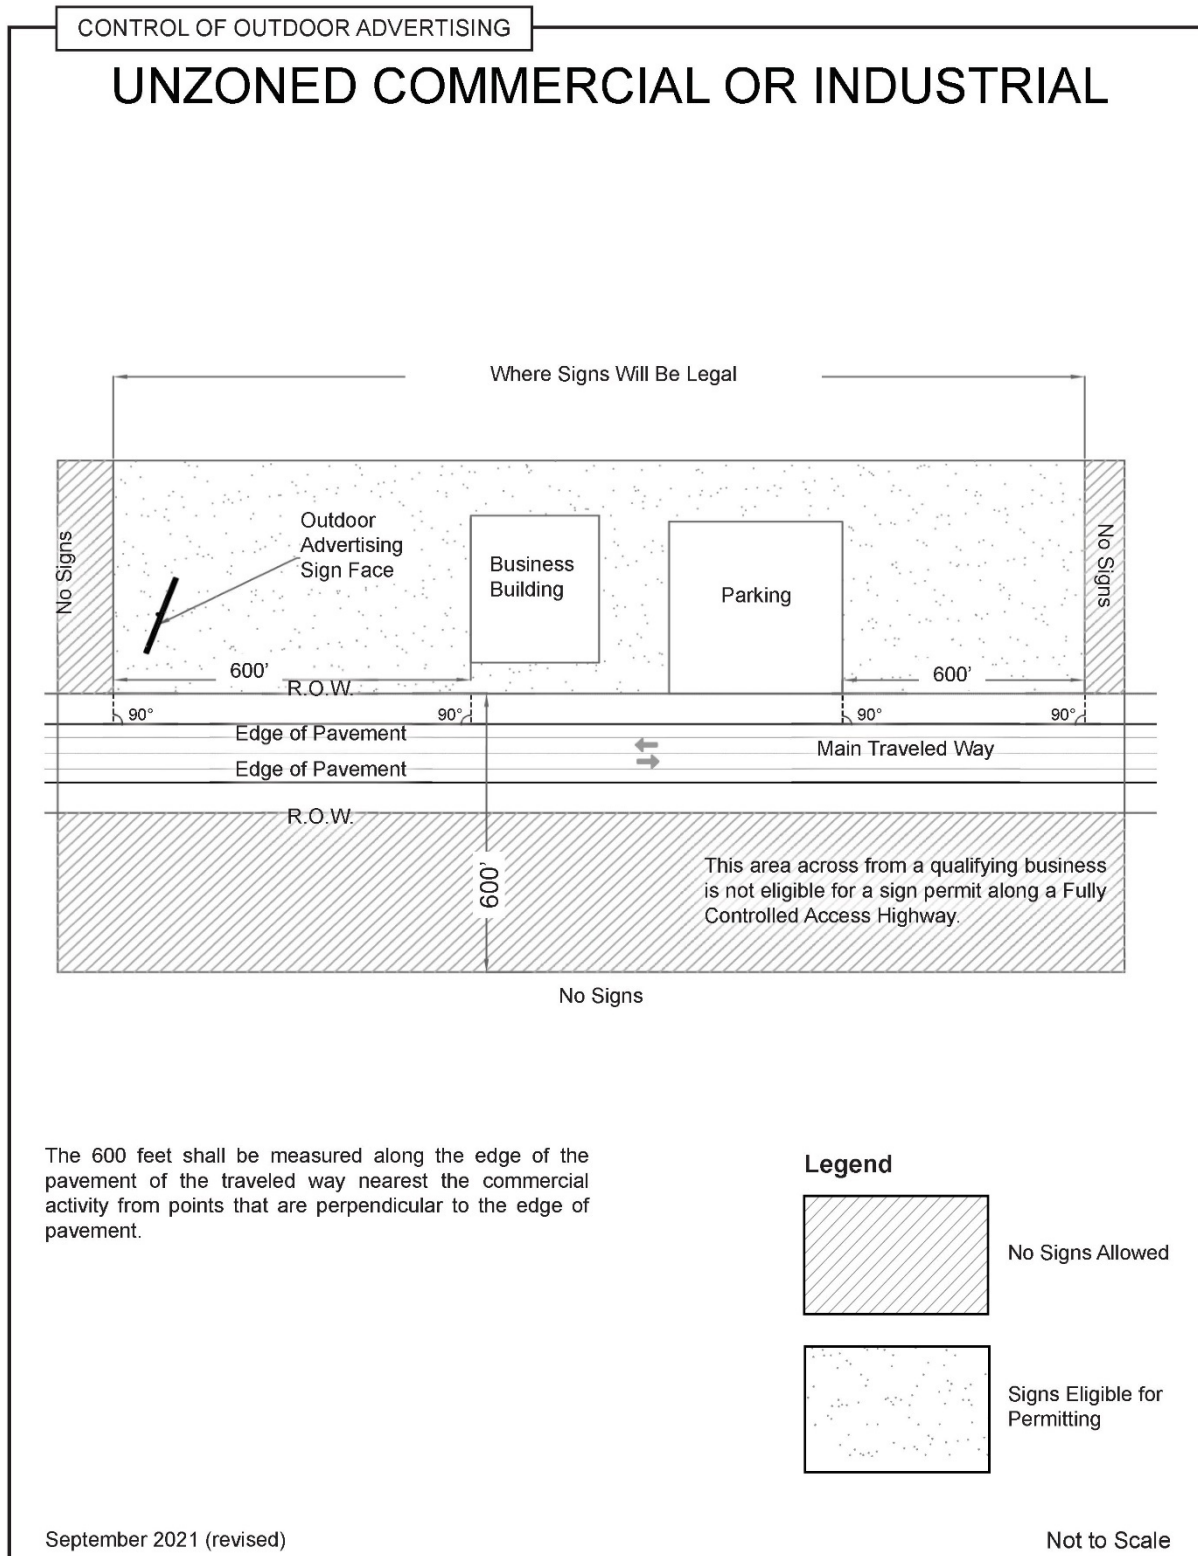 CONTROL OF OUTDOOR ADVERTISING
UNZONED COMMERCIAL OR INDUSTRIAL
Where Signs Will Be Legal
No Signs
Outdoor
Advertising
Sign Face
Business
Building
Parking
No Signs
600’
R.O.W.
600’
90°
90°
90°
90°
Edge of Pavement
Main Traveled Way
Edge of Pavement
R.O.W.
600’
This area across from a qualifying business
is not eligible for a sign permit along a Fully
Controlled Access Highway.
No Signs
The 600 feet shall be measured along the edge of the
pavement of the traveled way nearest the commercial
activity from points that are perpendicular to the edge of
pavement.
Legend
No Signs Allowed
Signs Eligible for
Permitting
September 2021 (revised)
Not to Scale